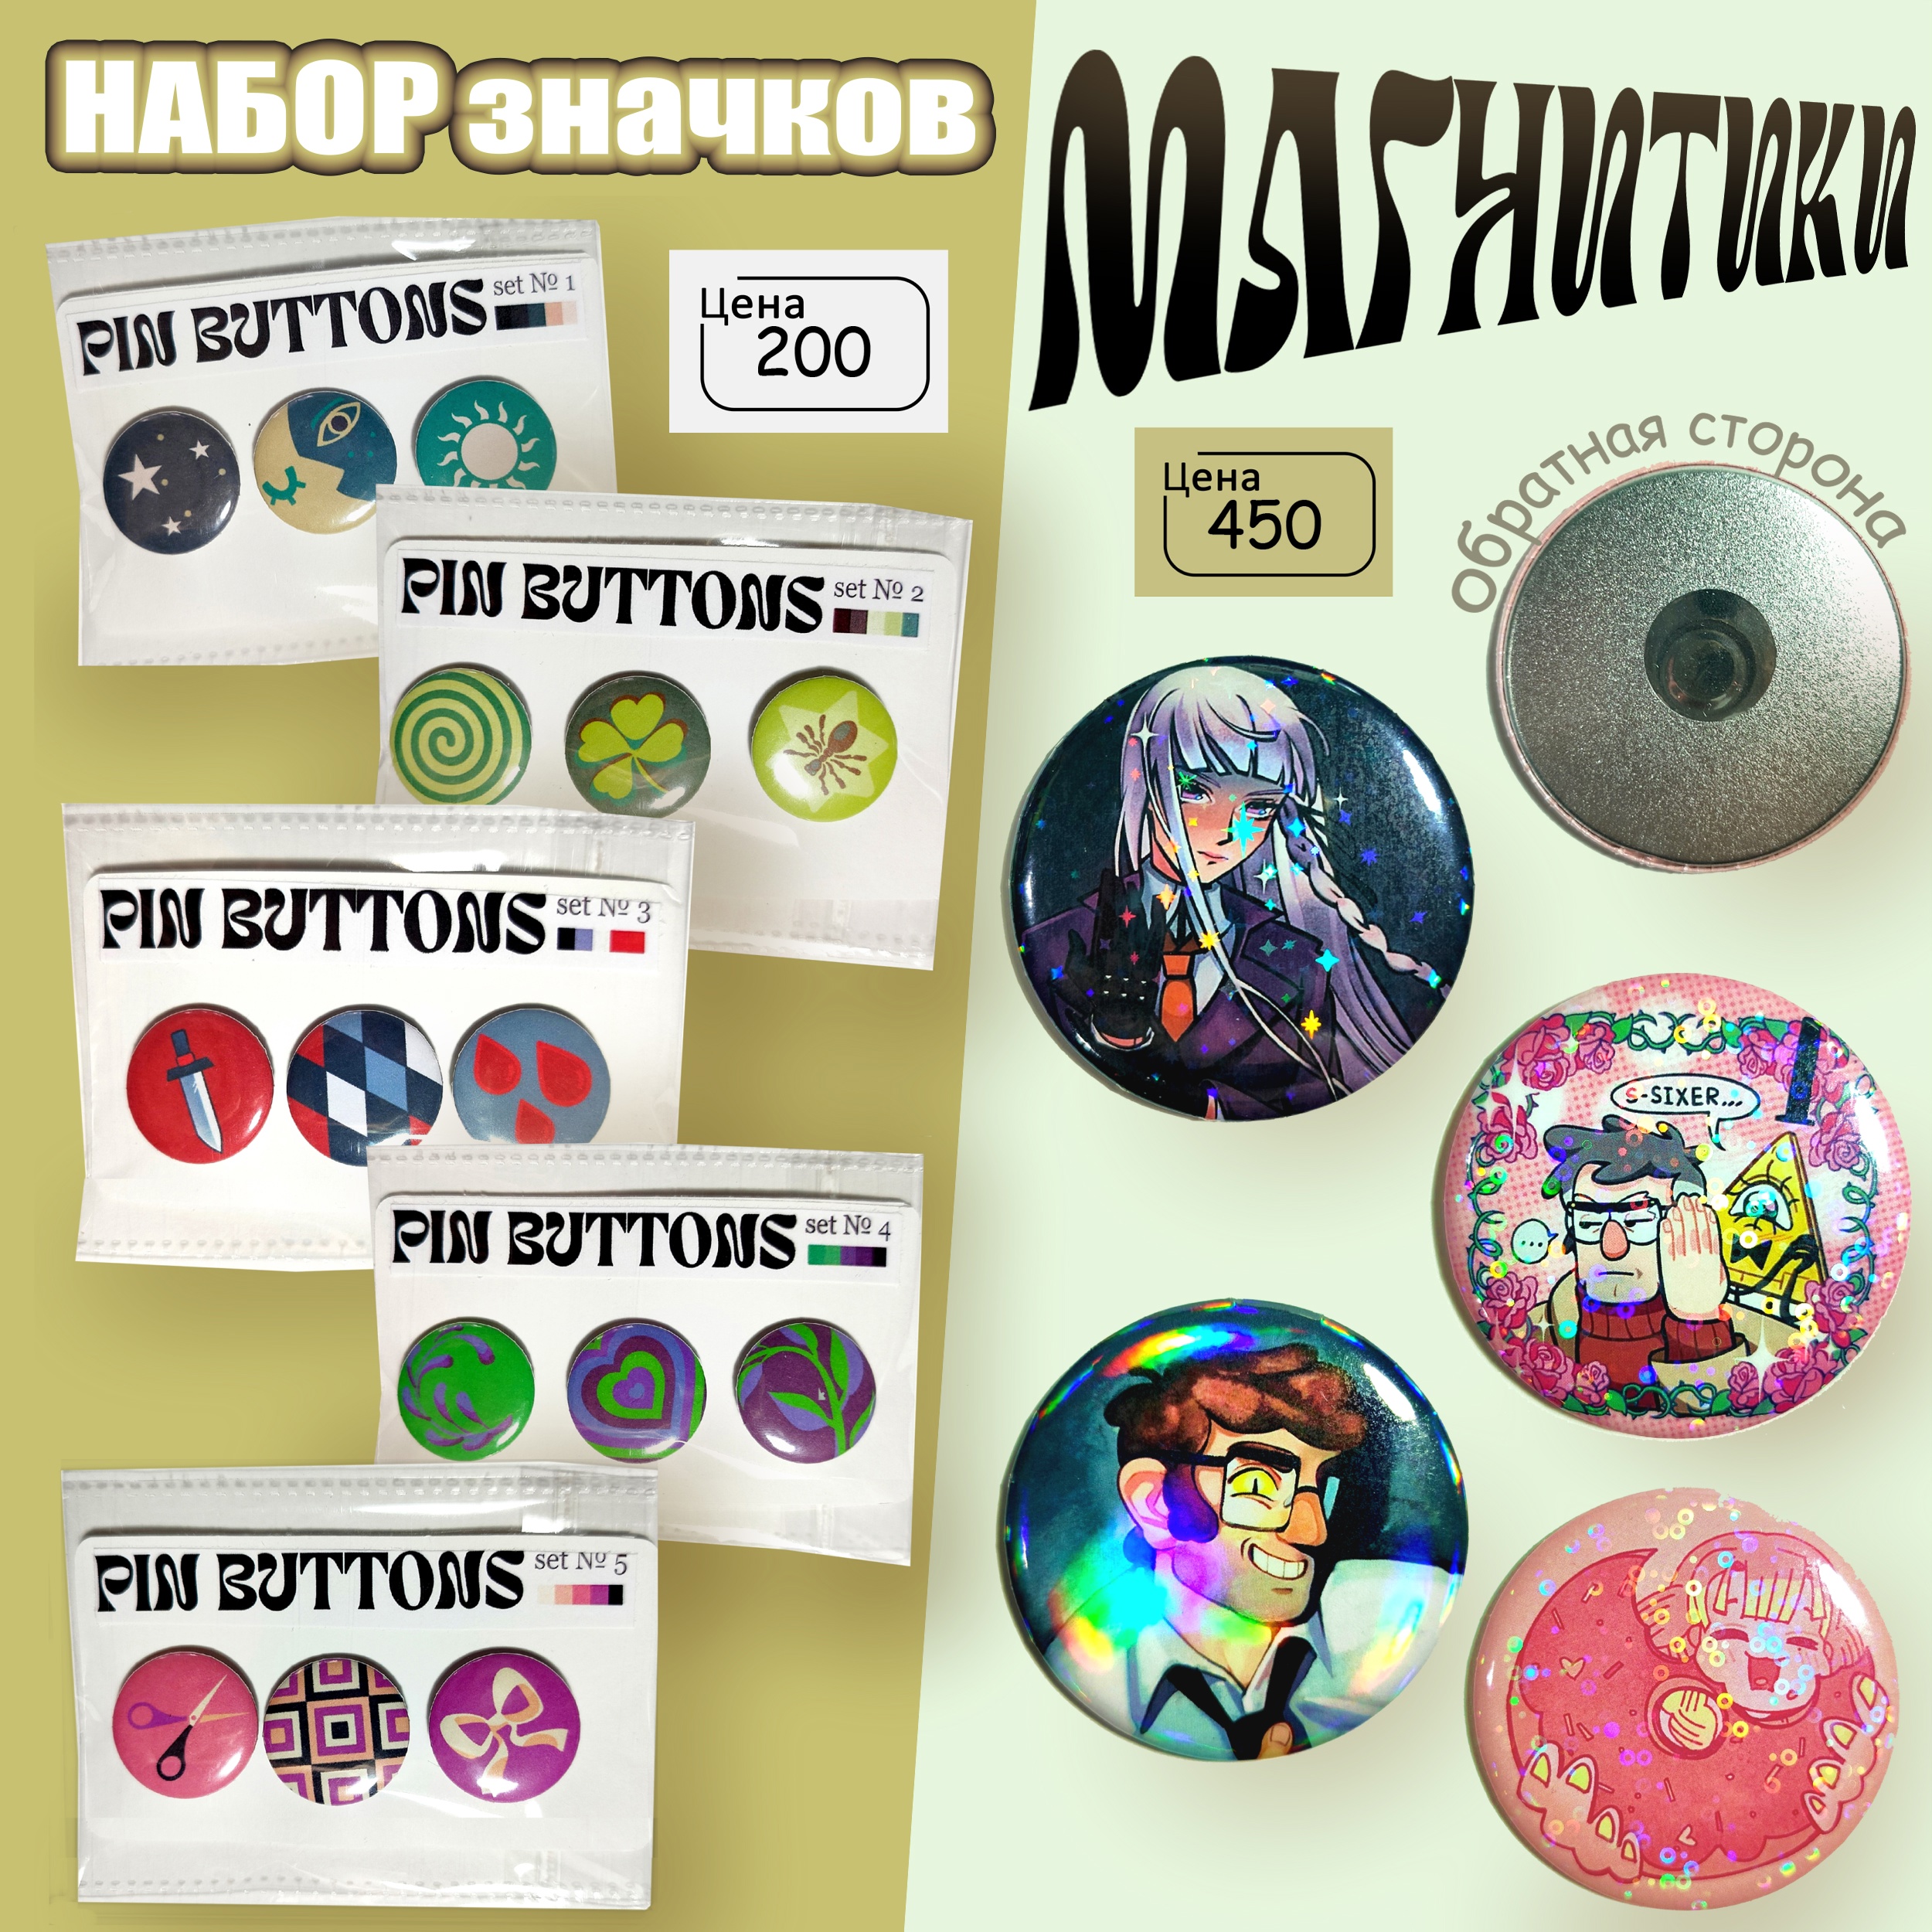 НАБОР значков
PIN BUTTONS set № 1
Цена
200
PIN BUTTONS set № 2
PIN BUTTONS set № 3
PIN BUTTONS set № 4
PIN BUTTONS set № 5
МАГНИТИКИ
Цена
450
обратная сторона
S-SIXER...
...